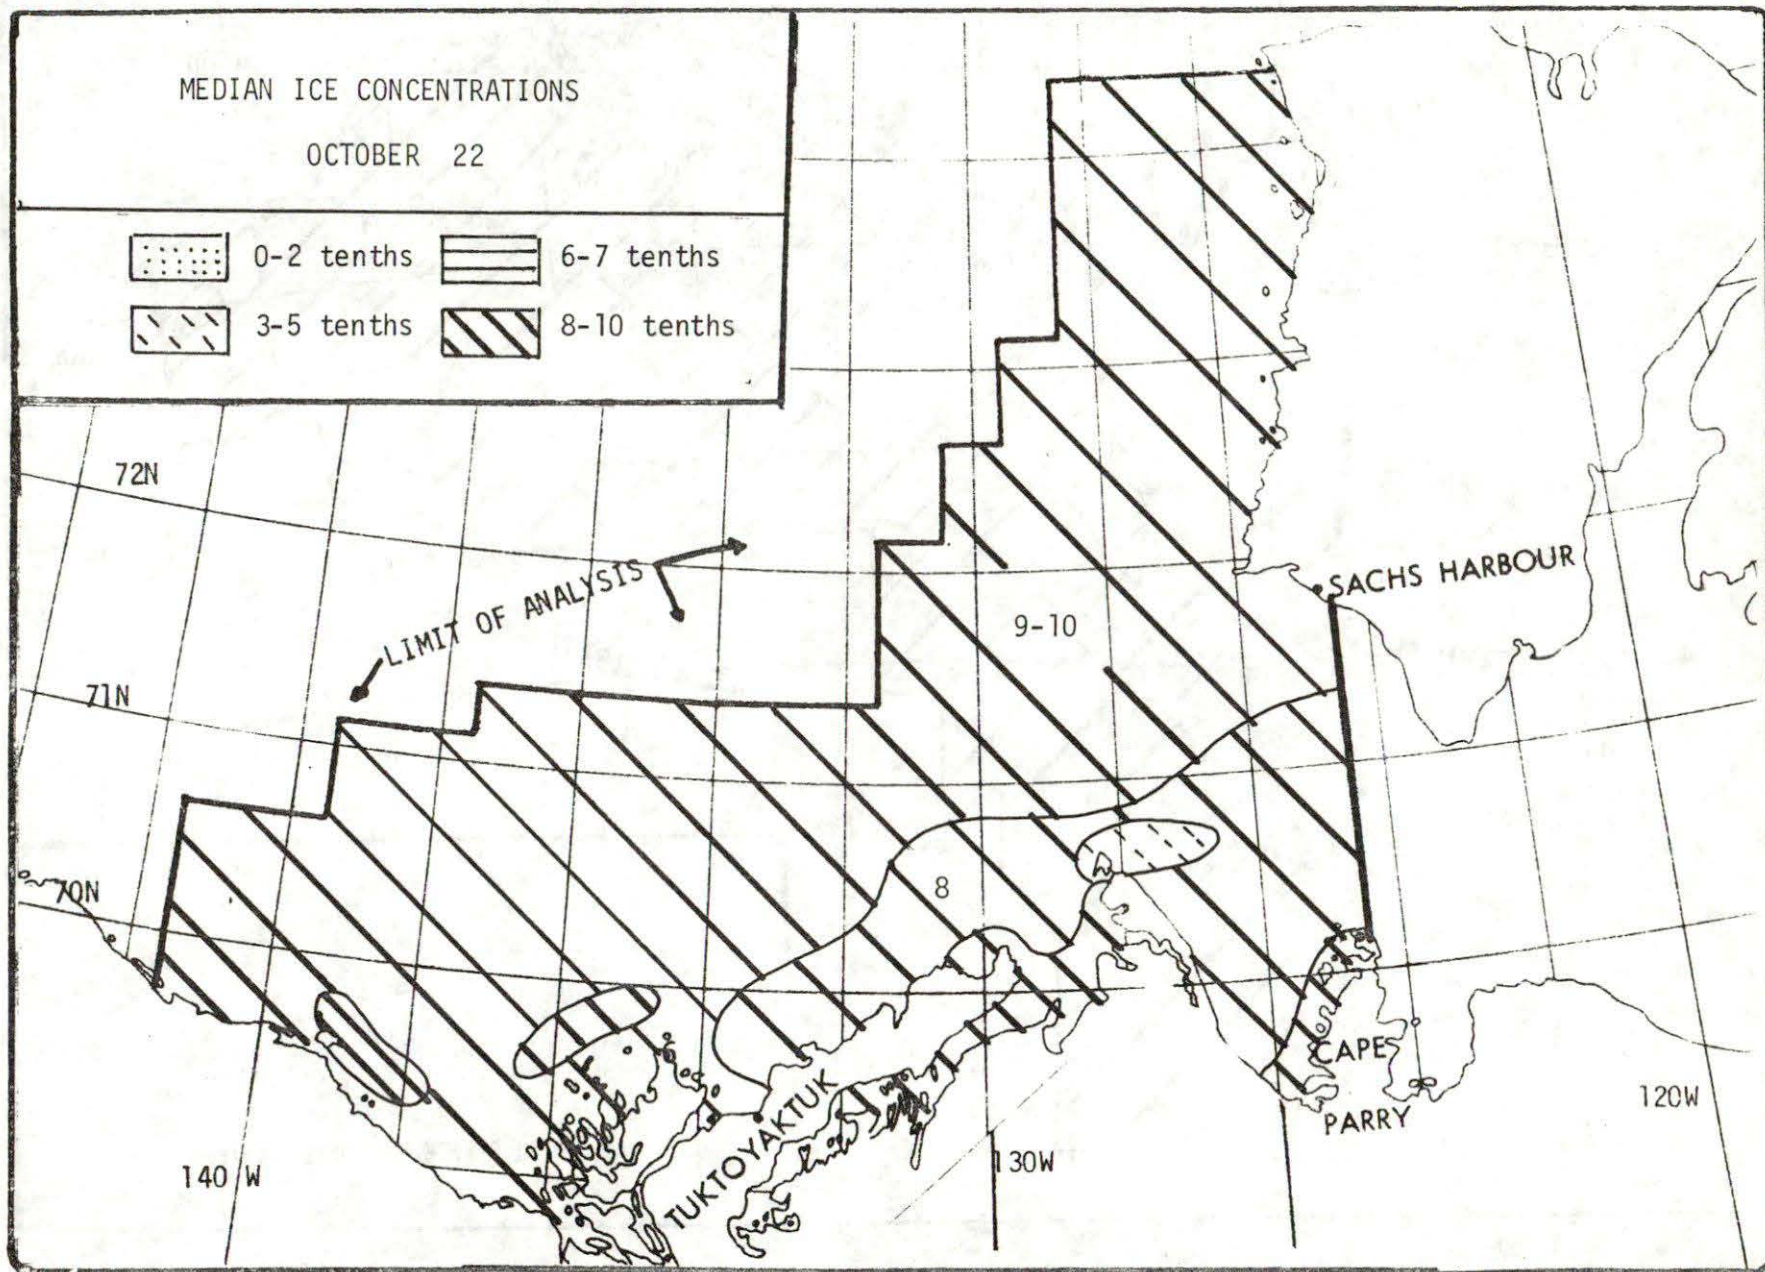 MEDIAN ICE CONCENTRATIONS
OCTOBER 22
0-2 tenths
6-7 tenths
3-5 tenths
8-10 tenths
72N
LIMIT OF ANALYSIS
SACHS HARBOUR
9-10
71N
70N
8
CAPE
PARRY
TUKTOYAKTUK
140 W
130W
120W